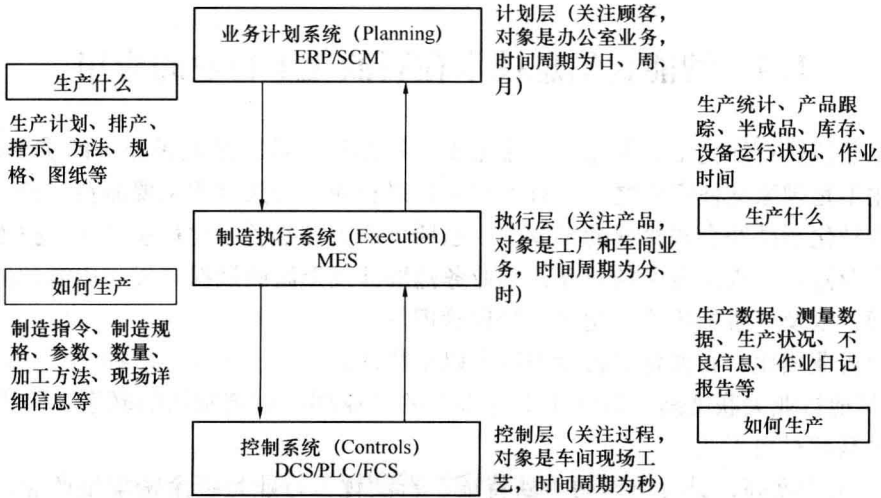 业务计划系统（Planning）
ERP/SCM
计划层（关注顾客，
对象是办公室业务，
时间周期为日、周、
月）
生产什么
生产计划、排产、
指示、方法、规
格、图纸等
生产统计、产品跟
踪、半成品、库存、
设备运行状况、作业
时间
生产什么
制造执行系统（Execution）
MES
执行层（关注产品，
对象是工厂和车间业
务，时间周期为分、
时）
如何生产
制造指令、制造规
格、参数、数量、
加工方法、现场详
细信息等
生产数据、测量数
据、生产状况、不
良信息、作业日记
报告等
如何生产
控制系统（Controls）
DCS/PLC/FCS
控制层（关注过程，
对象是车间现场工
艺，时间周期为秒）